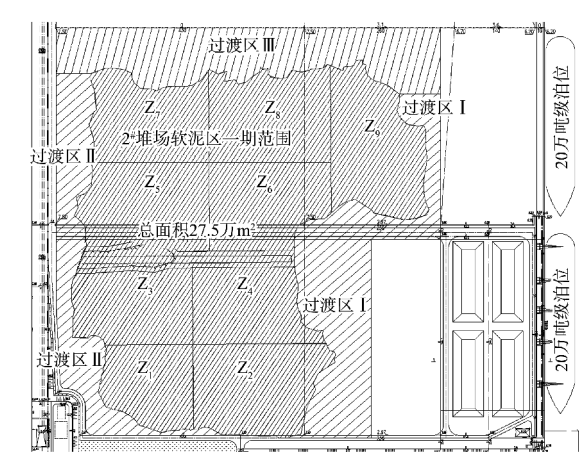 过渡区Ⅲ
Z₇
Z₈
Z₉
过渡区Ⅰ
2#堆场软泥区一期范围
过渡区Ⅱ
Z₅
Z₆
20万吨级泊位
总面积27.5万m²
Z₃
Z₄
过渡区Ⅰ
过渡区Ⅱ
Z₁
Z₂
20万吨级泊位